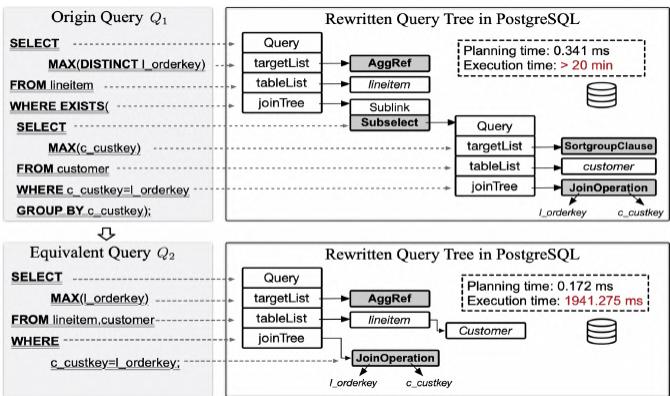 Origin Query Q1
SELECT
MAX(DISTINCT l_orderkey)
FROM lineitem
WHERE EXISTS(
SELECT
MAX(c_custkey)
FROM customer
WHERE c_custkey=l_orderkey
GROUP BY c_custkey);
Rewritten Query Tree in PostgreSQL
Query
targetList
tableList
joinTree
AggRef
lineitem
Sublink
Subselect
Planning time: 0.341 ms
Execution time: > 20 min
Query
targetList
tableList
joinTree
SortgroupClause
customer
JoinOperation
l_orderkey
c_custkey
Equivalent Query Q2
SELECT
MAX(l_orderkey)
FROM lineitem,customer
WHERE
c_custkey=l_orderkey;
Rewritten Query Tree in PostgreSQL
Query
targetList
tableList
joinTree
AggRef
lineitem
Customer
JoinOperation
l_orderkey
c_custkey
Planning time: 0.172 ms
Execution time: 1941.275 ms